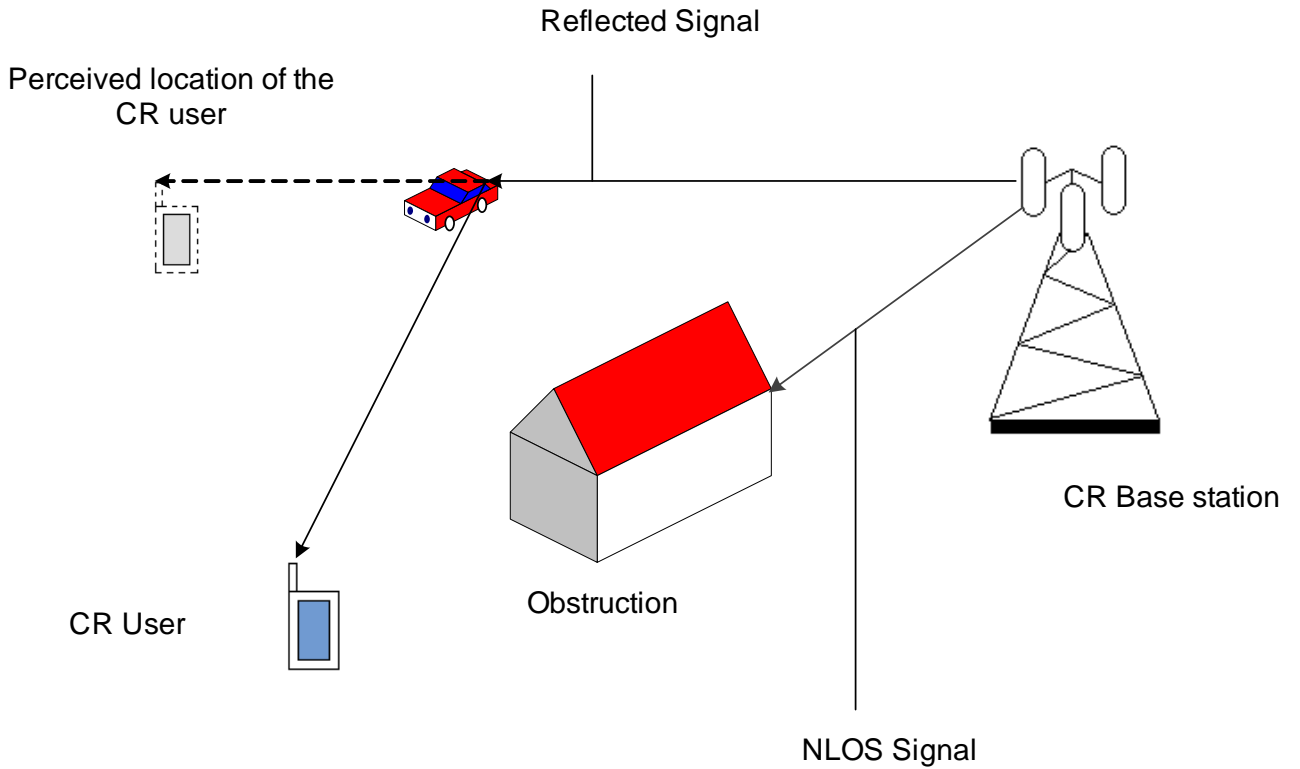 Reflected Signal
Perceived location of the
CR user
CR Base station
Obstruction
CR User
NLOS Signal